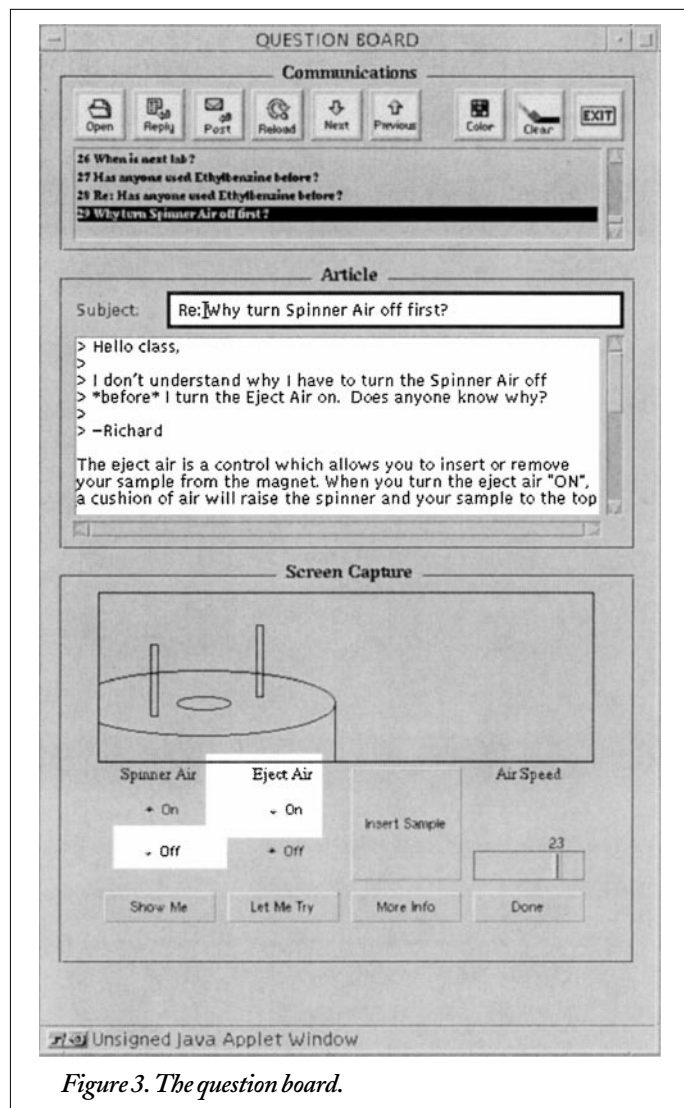 QUESTION BOARD
Communications
Open Reply Post Reload Next Previous Color Clear EXIT
26 When is next lab?
27 Has anyone used Ethylbenzine before?
28 Re: Has anyone used Ethylbenzine before?
29 Why turn Spinner Air off first?
Article
Subject: Re: Why turn Spinner Air off first?
> Hello class,
>
> I don't understand why I have to turn the Spinner Air off
> *before* I turn the Eject Air on. Does anyone know why?
>
> –Richard
The eject air is a control which allows you to insert or remove
your sample from the magnet. When you turn the eject air "ON",
a cushion of air will raise the spinner and your sample to the top
Screen Capture
Spinner Air Eject Air Air Speed
On On
Insert Sample
Off Off 23
Show Me Let Me Try More Info Done
Unsigned Java Applet Window
Figure 3. The question board.